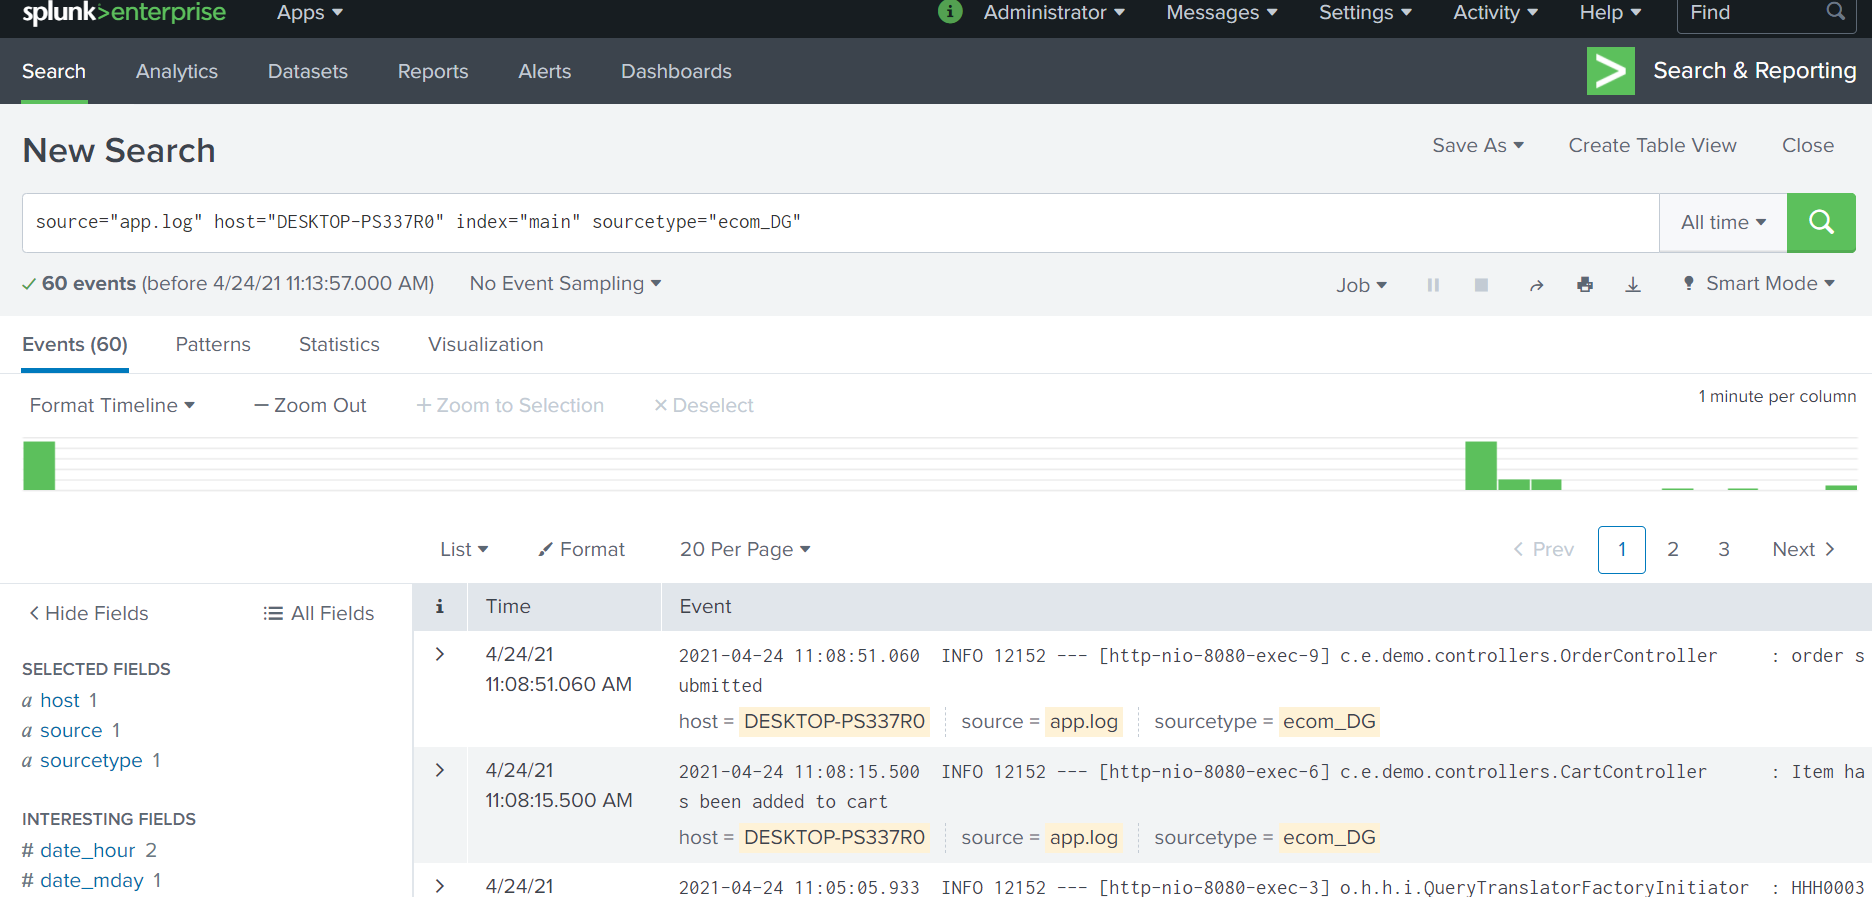 splunk>enterprise Apps Administrator Messages Settings Activity Help Find
Search Analytics Datasets Reports Alerts Dashboards Search & Reporting
New Search Save As Create Table View Close
source="app.log" host="DESKTOP-PS337R0" index="main" sourcetype="ecom_DG" All time
60 events (before 4/24/21 11:13:57.000 AM) No Event Sampling Job Smart Mode
Events (60) Patterns Statistics Visualization
Format Timeline — Zoom Out + Zoom to Selection × Deselect 1 minute per column
List Format 20 Per Page < Prev 1 2 3 Next >
< Hide Fields All Fields
i Time Event
SELECTED FIELDS
a host 1
a source 1
a sourcetype 1
INTERESTING FIELDS
# date_hour 2
# date_mday 1
> 4/24/21 2021-04-24 11:08:51.060 INFO 12152 --- [http-nio-8080-exec-9] c.e.demo.controllers.OrderController : order s
11:08:51.060 AM ubmitted
host = DESKTOP-PS337R0 source = app.log sourcetype = ecom_DG
> 4/24/21 2021-04-24 11:08:15.500 INFO 12152 --- [http-nio-8080-exec-6] c.e.demo.controllers.CartController : Item ha
11:08:15.500 AM s been added to cart
host = DESKTOP-PS337R0 source = app.log sourcetype = ecom_DG
> 4/24/21 2021-04-24 11:05:05.933 INFO 12152 --- [http-nio-8080-exec-3] o.h.h.i.QueryTranslatorFactoryInitiator : HHH0003